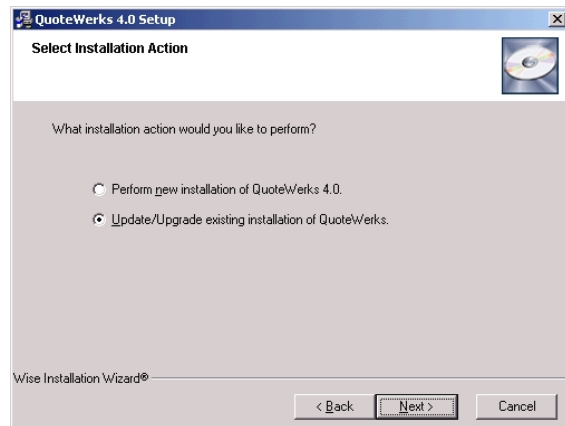 QuoteWerks 4.0 Setup
Select Installation Action
What installation action would you like to perform?
Perform new installation of QuoteWerks 4.0.
Update/Upgrade existing installation of QuoteWerks.
Wise Installation Wizard®
< Back Next > Cancel